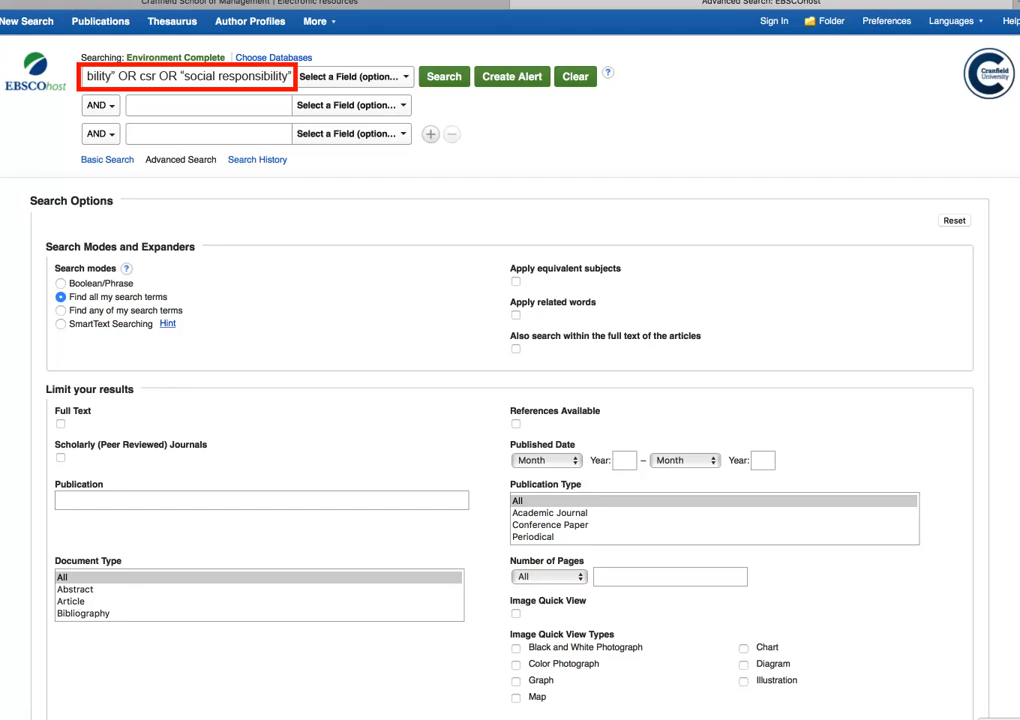 Cranfield School of Management | Electronic resources
Advanced Search: EBSCOhost
New Search Publications Thesaurus Author Profiles More
Sign In Folder Preferences Languages Help
Searching: Environment Complete Choose Databases
bility” OR csr OR “social responsibility” Select a Field (option... Search Create Alert Clear ?
EBSCOhost
Cranfield
University
AND Select a Field (option...
AND Select a Field (option...
Basic Search Advanced Search Search History
Search Options
Reset
Search Modes and Expanders
Search modes ?
Boolean/Phrase
Find all my search terms
Find any of my search terms
SmartText Searching Hint
Apply equivalent subjects
Apply related words
Also search within the full text of the articles
Limit your results
Full Text
References Available
Scholarly (Peer Reviewed) Journals
Published Date
Month Year: – Month Year:
Publication
Publication Type
All
Academic Journal
Conference Paper
Periodical
Document Type
All
Abstract
Article
Bibliography
Number of Pages
All
Image Quick View
Image Quick View Types
Black and White Photograph
Chart
Color Photograph
Diagram
Graph
Illustration
Map